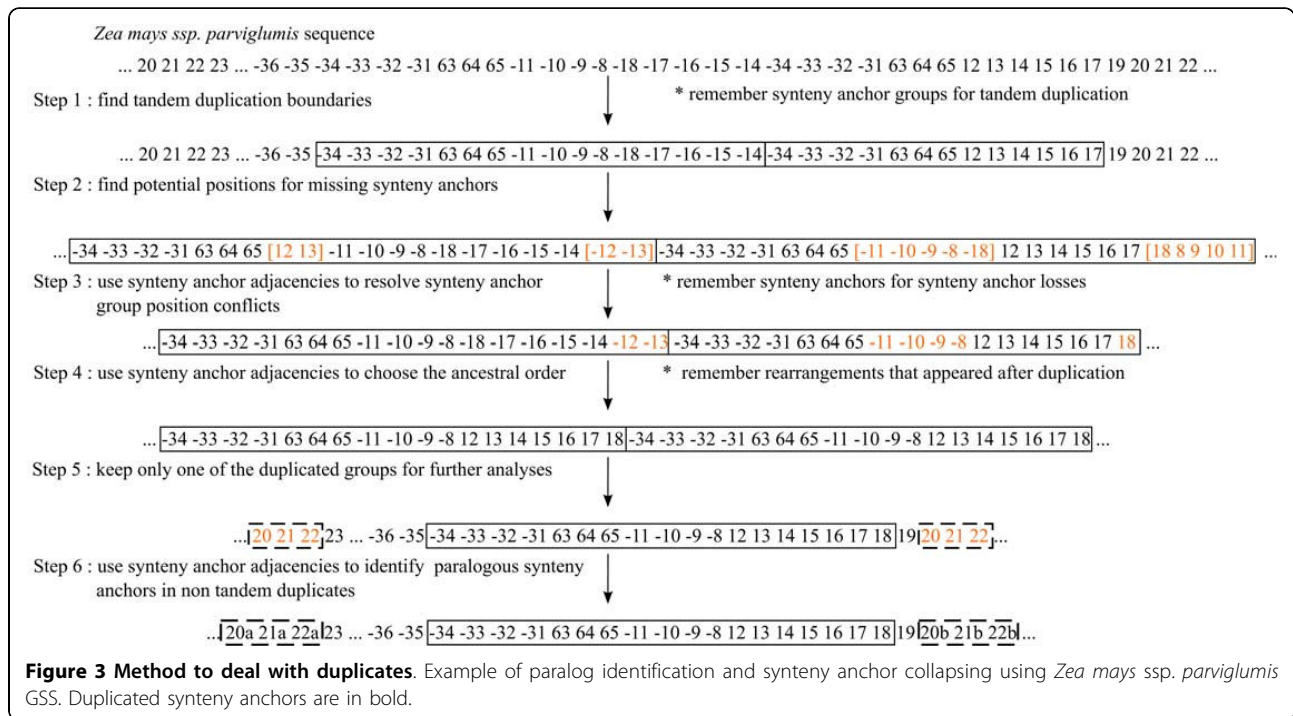 Zea mays ssp. parviglumis sequence
... 20 21 22 23 ... -36 -35 -34 -33 -32 -31 63 64 65 -11 -10 -9 -8 -18 -17 -16 -15 -14 -34 -33 -32 -31 63 64 65 12 13 14 15 16 17 19 20 21 22 ...
Step 1 : find tandem duplication boundaries * remember synteny anchor groups for tandem duplication
... 20 21 22 23 ... -36 -35 -34 -33 -32 -31 63 64 65 -11 -10 -9 -8 -18 -17 -16 -15 -14 -34 -33 -32 -31 63 64 65 12 13 14 15 16 17 19 20 21 22 ...
Step 2 : find potential positions for missing synteny anchors
... -34 -33 -32 -31 63 64 65 [12 13] -11 -10 -9 -8 -18 -17 -16 -15 -14 [-12 -13] -34 -33 -32 -31 63 64 65 [-11 -10 -9 -8 -18] 12 13 14 15 16 17 [18 8 9 10 11] ...
Step 3 : use synteny anchor adjacencies to resolve synteny anchor * remember synteny anchors for synteny anchor losses
group position conflicts
... -34 -33 -32 -31 63 64 65 -11 -10 -9 -8 -18 -17 -16 -15 -14 -12 -13 -34 -33 -32 -31 63 64 65 -11 -10 -9 -8 12 13 14 15 16 17 18 ...
Step 4 : use synteny anchor adjacencies to choose the ancestral order * remember rearrangements that appeared after duplication
... -34 -33 -32 -31 63 64 65 -11 -10 -9 -8 12 13 14 15 16 17 18 -34 -33 -32 -31 63 64 65 -11 -10 -9 -8 12 13 14 15 16 17 18 ...
Step 5 : keep only one of the duplicated groups for further analyses
... 20 21 22 23 ... -36 -35 -34 -33 -32 -31 63 64 65 -11 -10 -9 -8 12 13 14 15 16 17 18 19 20 21 22 ...
Step 6 : use synteny anchor adjacencies to identify paralogous synteny
anchors in non tandem duplicates
... 20a 21a 22a 23 ... -36 -35 -34 -33 -32 -31 63 64 65 -11 -10 -9 -8 12 13 14 15 16 17 18 19 20b 21b 22b ...
Figure 3 Method to deal with duplicates. Example of paralog identification and synteny anchor collapsing using Zea mays ssp. parviglumis
GSS. Duplicated synteny anchors are in bold.